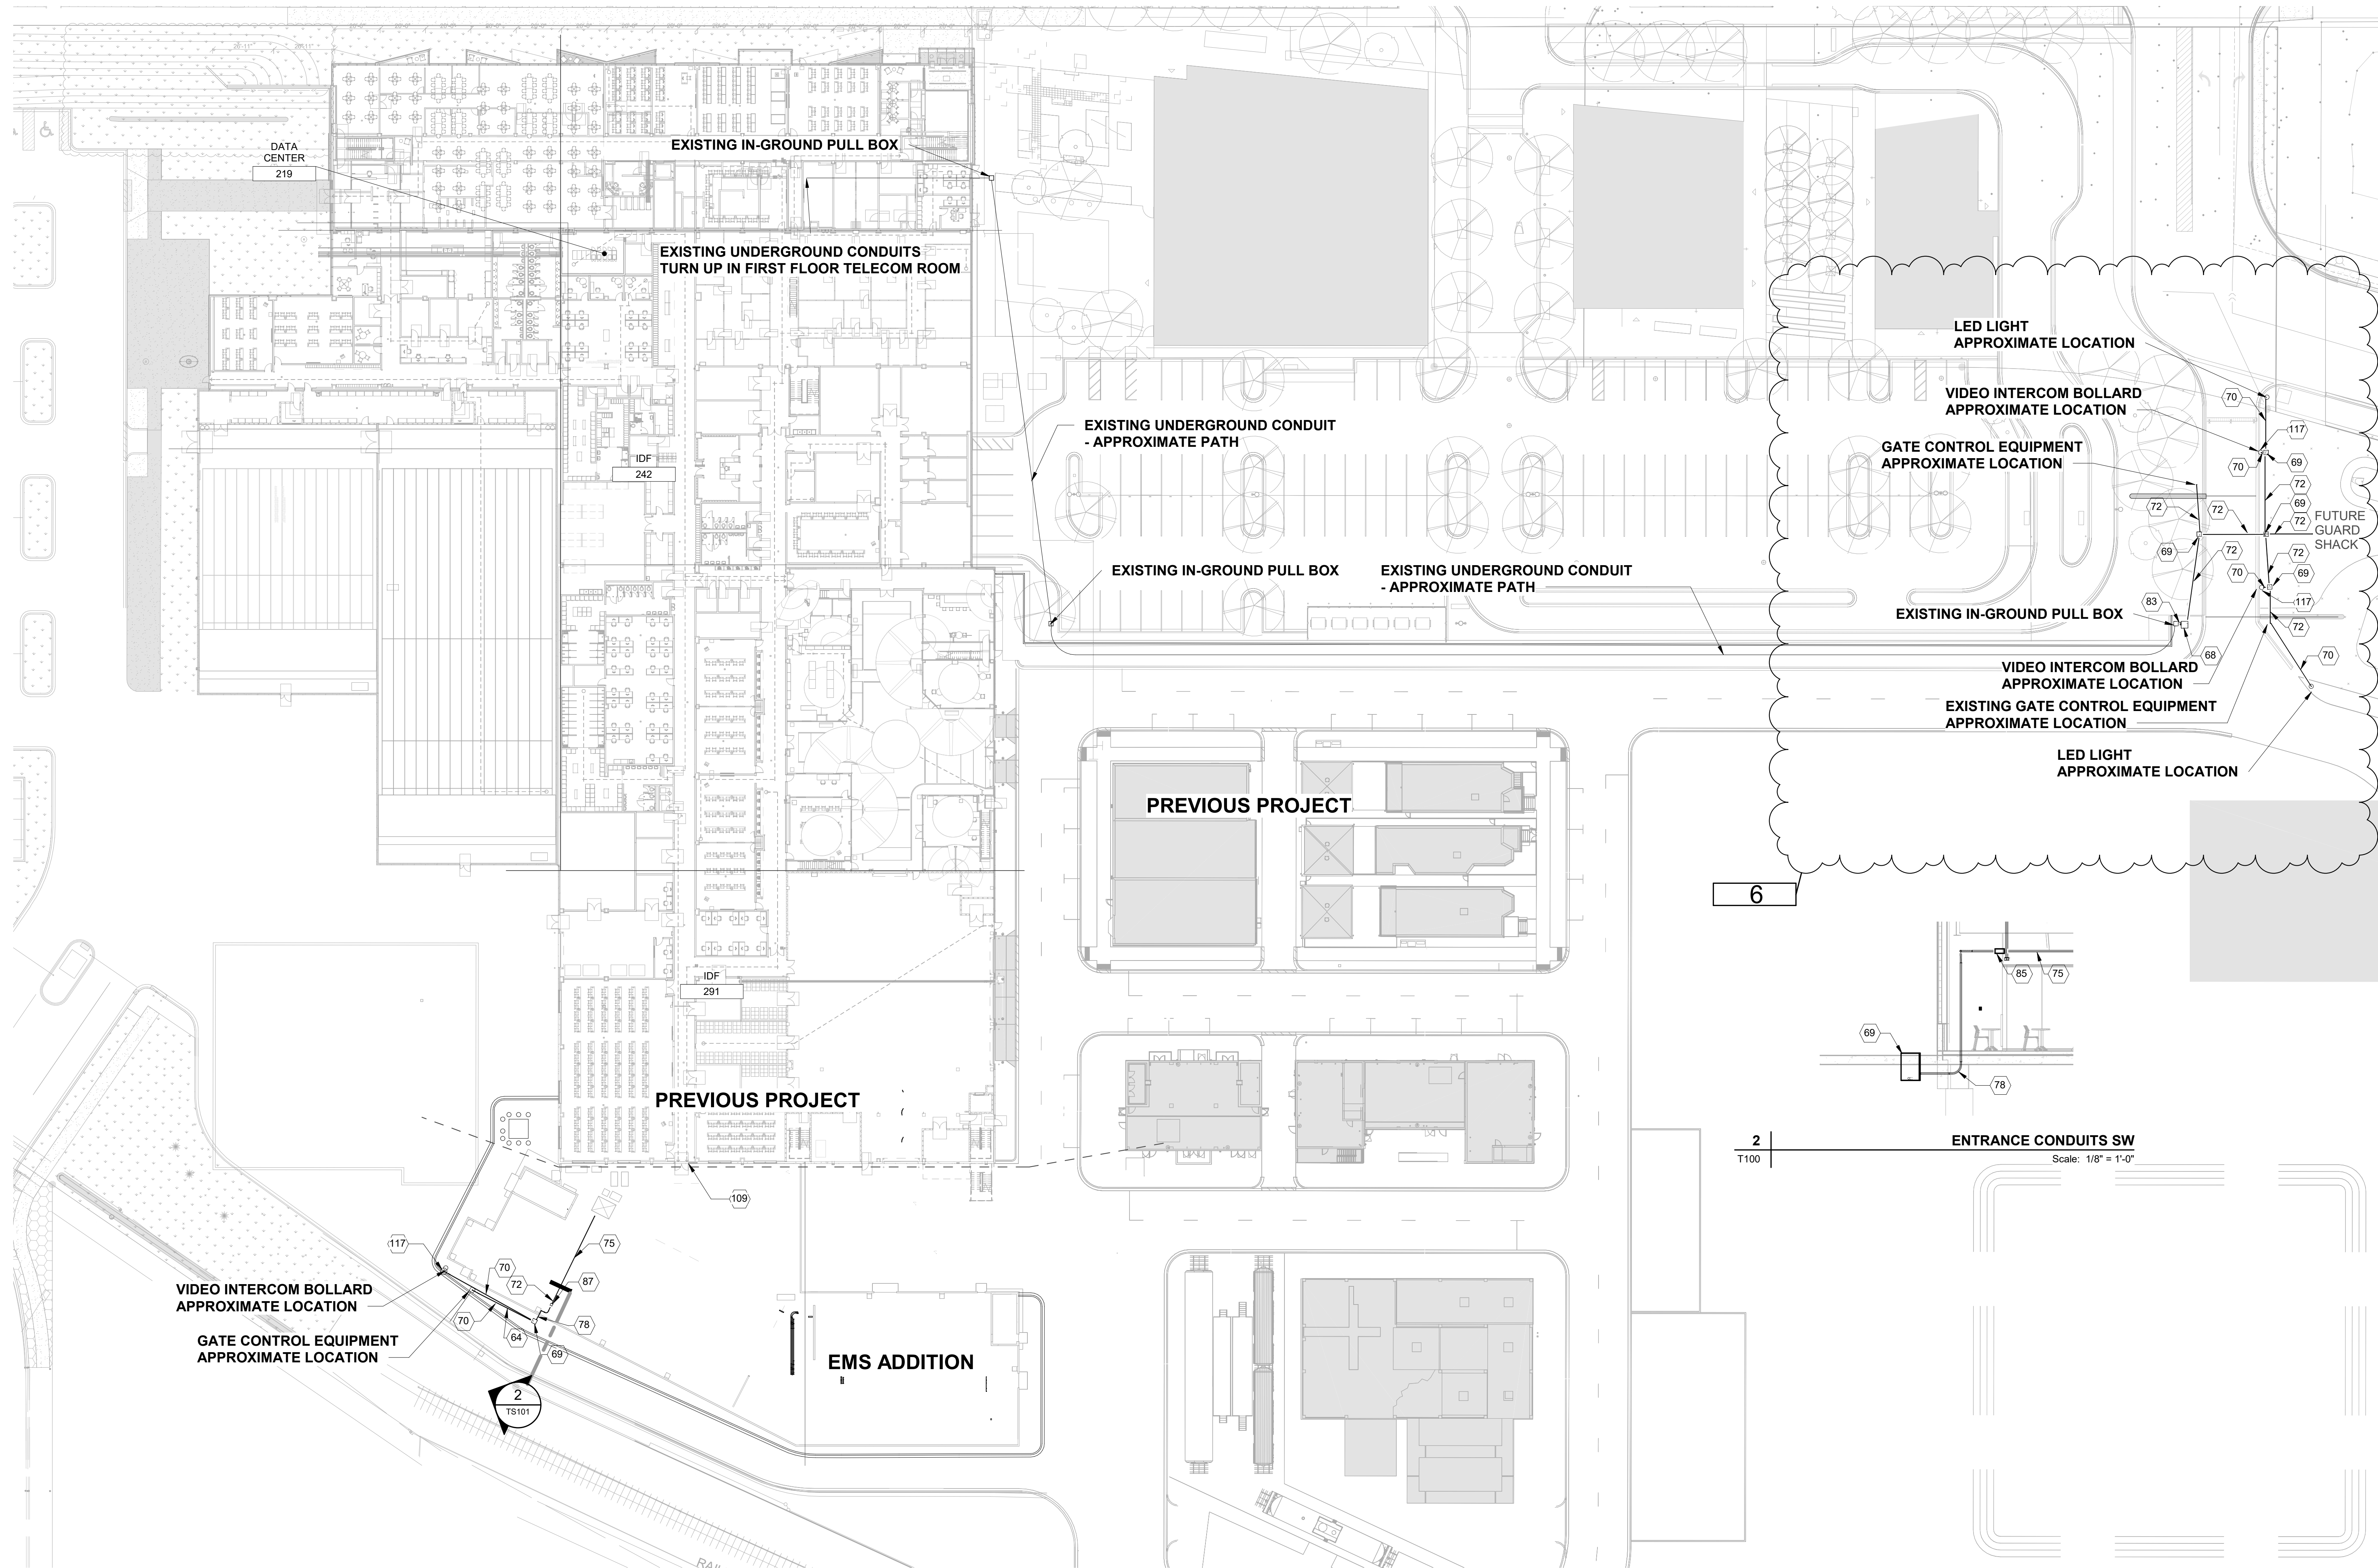 DATA
CENTER
219
EXISTING IN-GROUND PULL BOX
EXISTING UNDERGROUND CONDUITS
TURN UP IN FIRST FLOOR TELECOM ROOM
LED LIGHT
APPROXIMATE LOCATION
VIDEO INTERCOM BOLLARD
APPROXIMATE LOCATION
70
EXISTING UNDERGROUND CONDUIT
- APPROXIMATE PATH
117
GATE CONTROL EQUIPMENT
APPROXIMATE LOCATION
70
69
IDF
242
72
69
72
72
72
FUTURE
GUARD
SHACK
69
72
72
EXISTING IN-GROUND PULL BOX
EXISTING UNDERGROUND CONDUIT
- APPROXIMATE PATH
70
69
83
117
EXISTING IN-GROUND PULL BOX
72
68
70
VIDEO INTERCOM BOLLARD
APPROXIMATE LOCATION
EXISTING GATE CONTROL EQUIPMENT
APPROXIMATE LOCATION
LED LIGHT
APPROXIMATE LOCATION
PREVIOUS PROJECT
6
IDF
291
85
75
69
78
PREVIOUS PROJECT
2
T100
ENTRANCE CONDUITS SW
Scale: 1/8" = 1'-0"
109
117
75
70
72
87
VIDEO INTERCOM BOLLARD
APPROXIMATE LOCATION
70
64
78
GATE CONTROL EQUIPMENT
APPROXIMATE LOCATION
69
EMS ADDITION
2
TS101